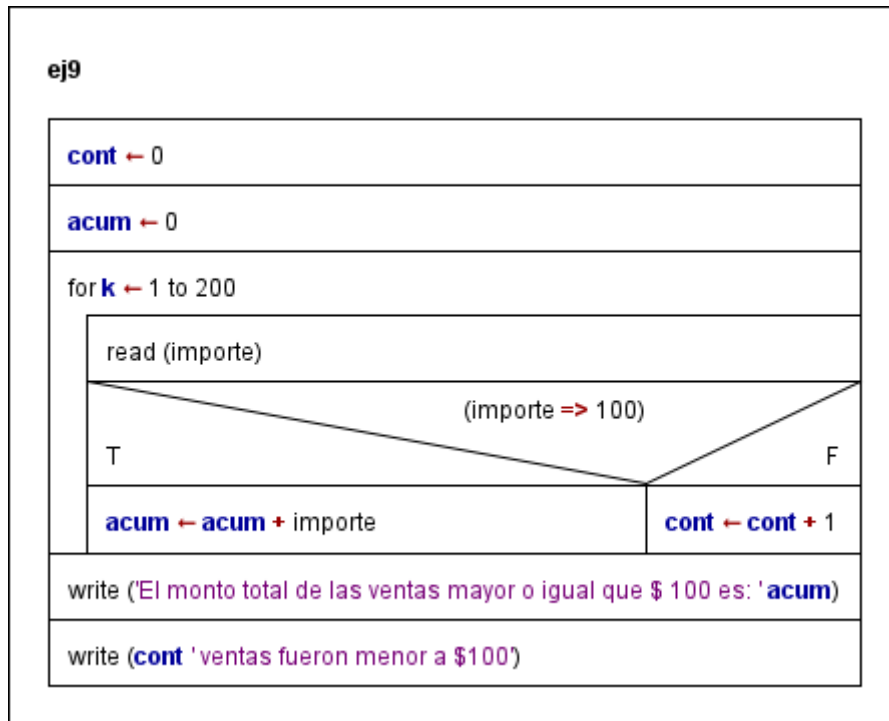 ej9
cont ← 0
acum ← 0
for k ← 1 to 200
read (importe)
(importe => 100)
T F
acum ← acum + importe cont ← cont + 1
write ('El monto total de las ventas mayor o igual que $ 100 es: ' acum)
write (cont ' ventas fueron menor a $100')